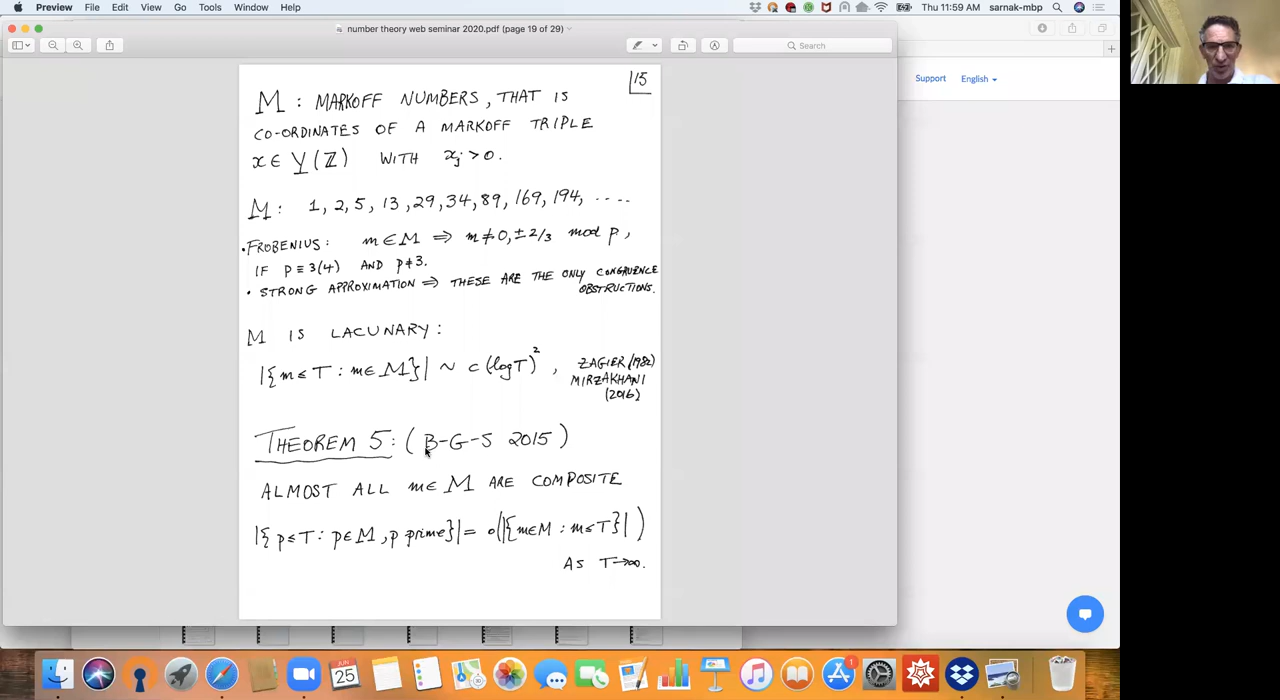 Preview File Edit View Go Tools Window Help Thu 11:59 AM sarnak-mbp
number theory web seminar 2020.pdf (page 19 of 29)
Search
Support English
15
M : MARKOFF NUMBERS, THAT IS
CO-ORDINATES OF A MARKOFF TRIPLE
x ∈ Y(ℤ) WITH xⱼ > 0.
M : 1, 2, 5, 13, 29, 34, 89, 169, 194, ·····
• FROBENIUS: m ∈ M ⇒ m ≠ 0, ± 2/3 mod p,
IF p ≡ 3(4) AND p ≠ 3.
• STRONG APPROXIMATION ⇒ THESE ARE THE ONLY CONGRUENCE
OBSTRUCTIONS.
M IS LACUNARY:
|{m ≤ T : m ∈ M}| ~ c (log T)², ZAGIER (1982)
MIRZAKHANI
(2016)
THEOREM 5: (B-G-S 2015)
ALMOST ALL m ∈ M ARE COMPOSITE
|{p ≤ T : p ∈ M, p prime}| = o(|{m ∈ M : m ≤ T}|)
AS T→∞.
JUN
25
1